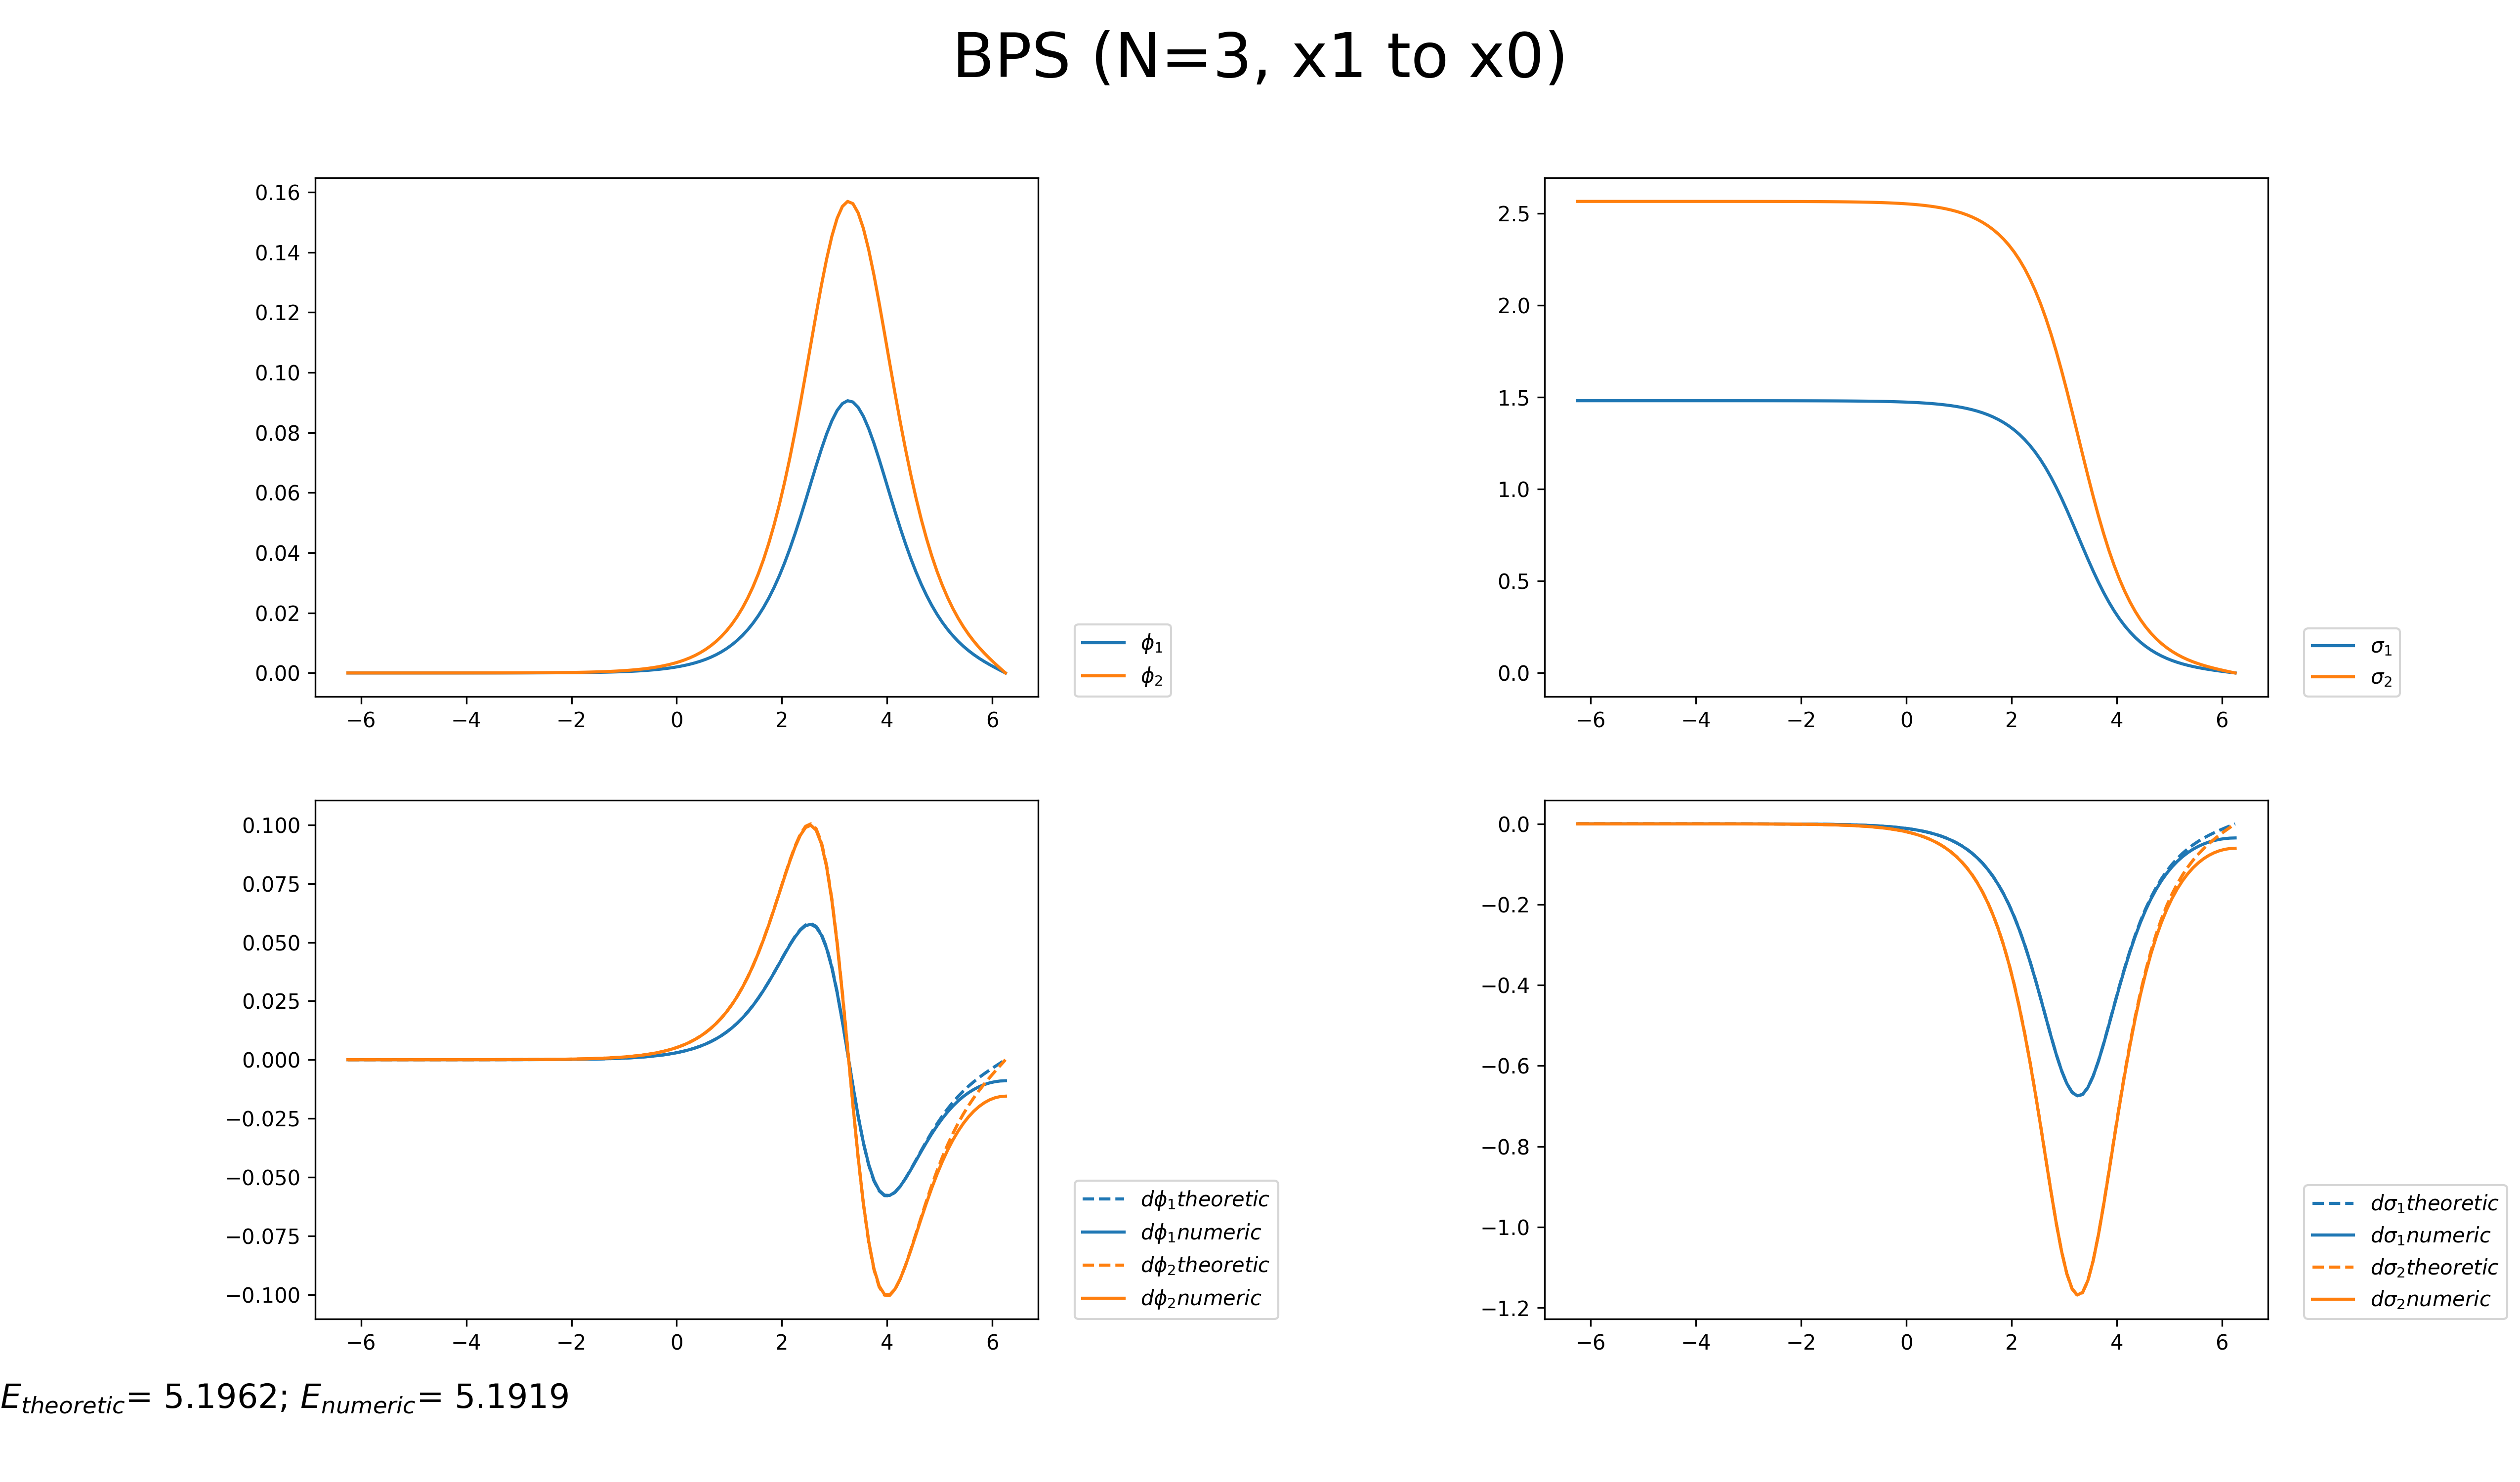 BPS (N=3, x1 to x0)
0.16
0.14
0.12
0.10
0.08
0.06
0.04
0.02
0.00
−6 −4 −2 0 2 4 6
ϕ₁
ϕ₂
2.5
2.0
1.5
1.0
0.5
0.0
−6 −4 −2 0 2 4 6
σ₁
σ₂
0.100
0.075
0.050
0.025
0.000
−0.025
−0.050
−0.075
−0.100
−6 −4 −2 0 2 4 6
dϕ₁theoretic
dϕ₁numeric
dϕ₂theoretic
dϕ₂numeric
0.0
−0.2
−0.4
−0.6
−0.8
−1.0
−1.2
−6 −4 −2 0 2 4 6
dσ₁theoretic
dσ₁numeric
dσ₂theoretic
dσ₂numeric
E_theoretic= 5.1962; E_numeric= 5.1919